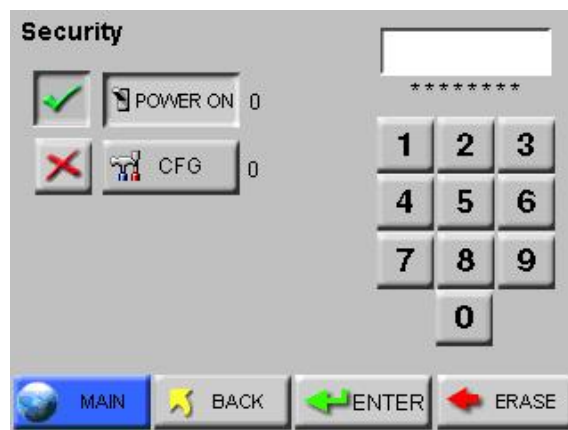 Security
POWER ON 0
CFG 0
********
1 2 3
4 5 6
7 8 9
0
MAIN BACK ENTER ERASE